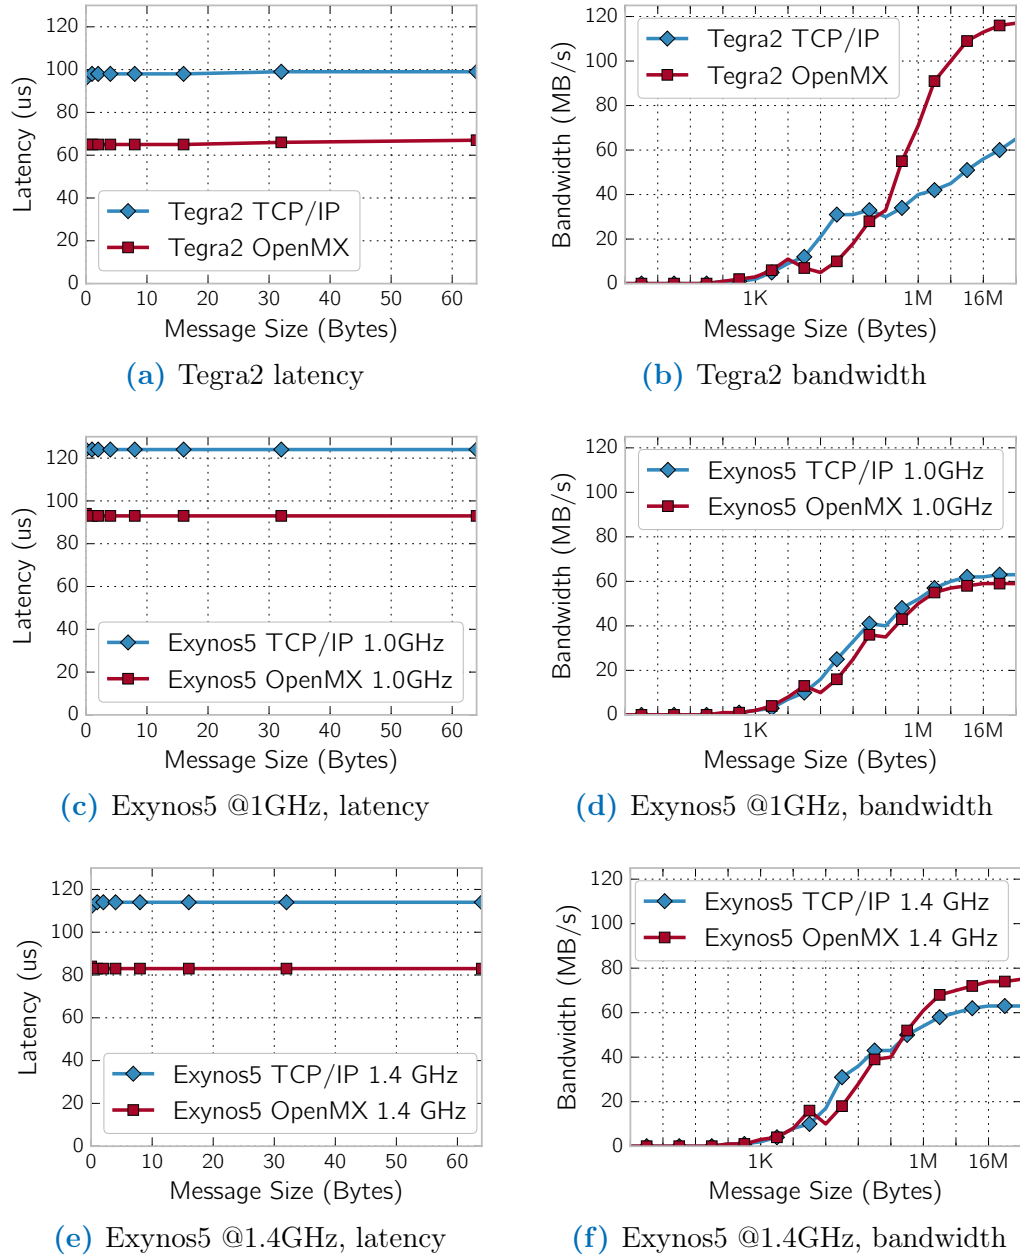 Latency (us)
120
100
80
60
40
20
0
Tegra2 TCP/IP
Tegra2 OpenMX
0 10 20 30 40 50 60
Message Size (Bytes)
(a) Tegra2 latency
Bandwidth (MB/s)
120
100
80
60
40
20
0
Tegra2 TCP/IP
Tegra2 OpenMX
1K 1M 16M
Message Size (Bytes)
(b) Tegra2 bandwidth
Latency (us)
120
100
80
60
40
20
0
Exynos5 TCP/IP 1.0GHz
Exynos5 OpenMX 1.0GHz
0 10 20 30 40 50 60
Message Size (Bytes)
(c) Exynos5 @1GHz, latency
Bandwidth (MB/s)
120
100
80
60
40
20
0
Exynos5 TCP/IP 1.0GHz
Exynos5 OpenMX 1.0GHz
1K 1M 16M
Message Size (Bytes)
(d) Exynos5 @1GHz, bandwidth
Latency (us)
120
100
80
60
40
20
0
Exynos5 TCP/IP 1.4 GHz
Exynos5 OpenMX 1.4 GHz
0 10 20 30 40 50 60
Message Size (Bytes)
(e) Exynos5 @1.4GHz, latency
Bandwidth (MB/s)
120
100
80
60
40
20
0
Exynos5 TCP/IP 1.4 GHz
Exynos5 OpenMX 1.4 GHz
1K 1M 16M
Message Size (Bytes)
(f) Exynos5 @1.4GHz, bandwidth